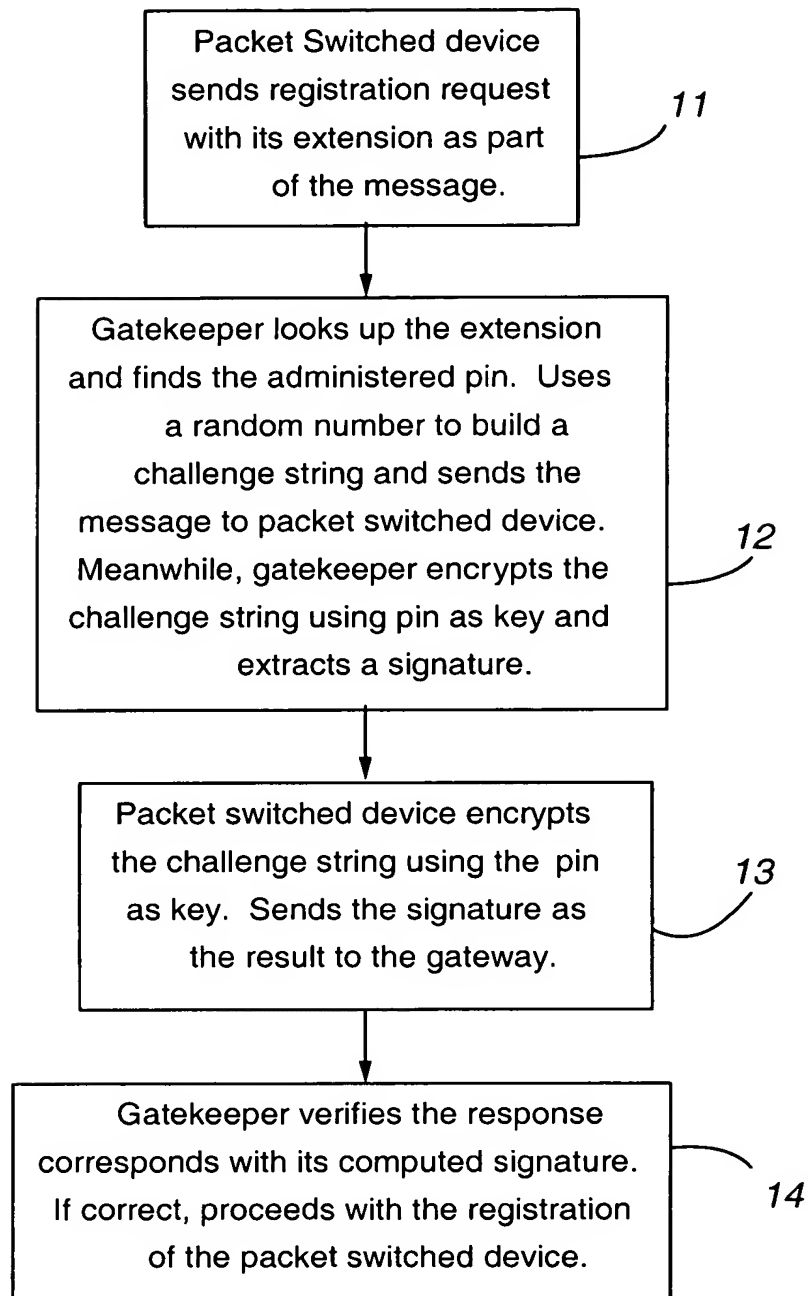 Packet Switched device
sends registration request
with its extension as part
of the message.
11
Gatekeeper looks up the extension
and finds the administered pin. Uses
a random number to build a
challenge string and sends the
message to packet switched device.
Meanwhile, gatekeeper encrypts the
challenge string using pin as key and
extracts a signature.
12
Packet switched device encrypts
the challenge string using the pin
as key. Sends the signature as
the result to the gateway.
13
Gatekeeper verifies the response
corresponds with its computed signature.
If correct, proceeds with the registration
of the packet switched device.
14